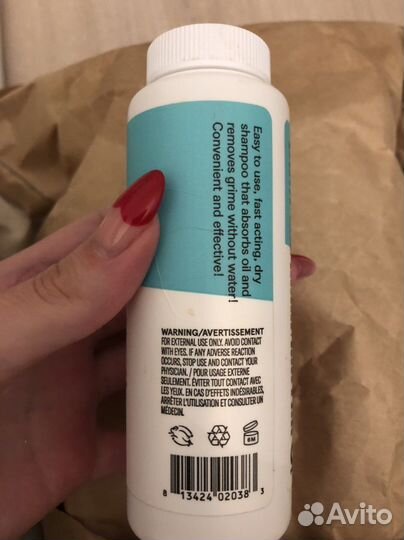 Easy to use, fast acting, dry
shampoo that absorbs oil and
removes grime without water!
Convenient and effective!
WARNING/AVERTISSEMENT
FOR EXTERNAL USE ONLY. AVOID CONTACT
WITH EYES. IF ANY ADVERSE REACTION
OCCURS, STOP USE AND CONTACT YOUR
PHYSICIAN. / POUR USAGE EXTERNE
SEULEMENT. ÉVITER TOUT CONTACT AVEC
LES YEUX. EN CAS D'EFFETS INDÉSIRABLES,
ARRÊTER L'UTILISATION ET CONSULTER UN
MÉDECIN.
6M
8 13424 02038 3
Avito